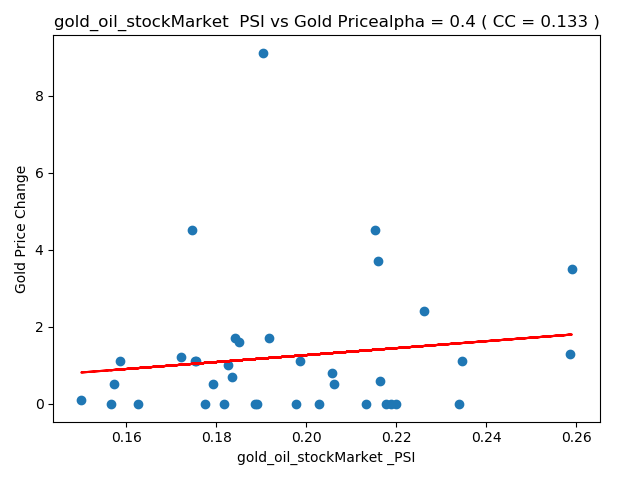 gold_oil_stockMarket  PSI vs Gold Pricealpha = 0.4 ( CC = 0.133 )
8
6
4
2
0
Gold Price Change
0.16 0.18 0.20 0.22 0.24 0.26
gold_oil_stockMarket _PSI